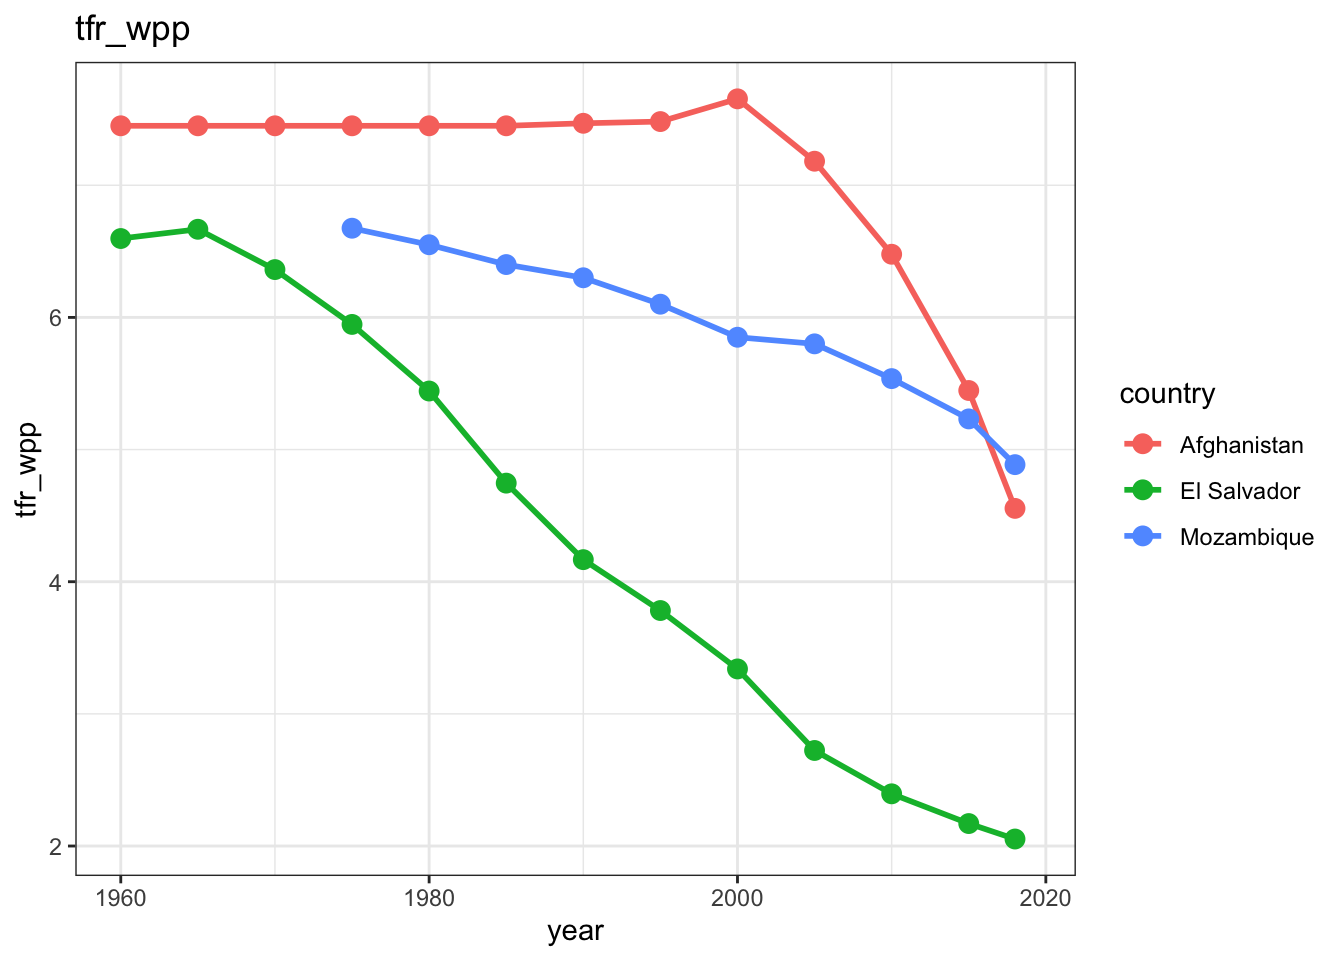 tfr_wpp
tfr_wpp
6
4
2
1960 1980 2000 2020
year
country
Afghanistan
El Salvador
Mozambique